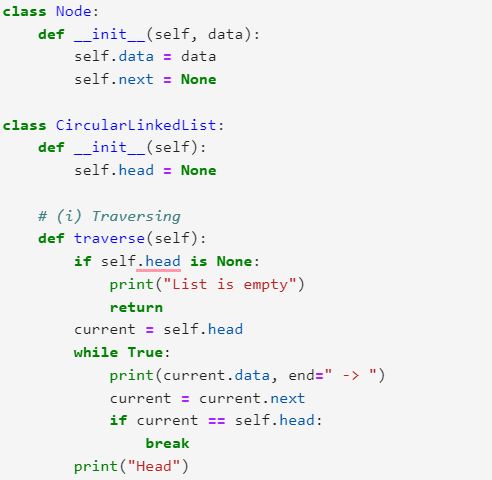 class Node:
    def __init__(self, data):
        self.data = data
        self.next = None

class CircularLinkedList:
    def __init__(self):
        self.head = None

    # (i) Traversing
    def traverse(self):
        if self.head is None:
            print("List is empty")
            return
        current = self.head
        while True:
            print(current.data, end=" -> ")
            current = current.next
            if current == self.head:
                break
        print("Head")